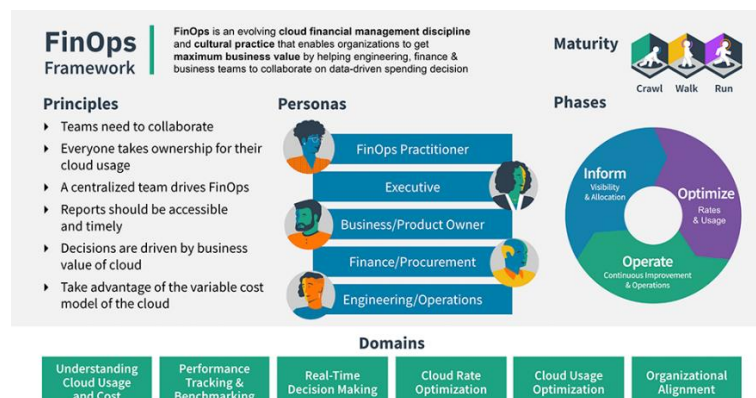 FinOps
Framework
FinOps is an evolving cloud financial management discipline
and cultural practice that enables organizations to get
maximum business value by helping engineering, finance &
business teams to collaborate on data-driven spending decision
Maturity
Crawl Walk Run
Principles
Teams need to collaborate
Everyone takes ownership for their
cloud usage
A centralized team drives FinOps
Reports should be accessible
and timely
Decisions are driven by business
value of cloud
Take advantage of the variable cost
model of the cloud
Personas
FinOps Practitioner
Executive
Business/Product Owner
Finance/Procurement
Engineering/Operations
Phases
Inform
Visibility
& Allocation
Optimize
Rates
& Usage
Operate
Continuous Improvement
& Operations
Domains
Understanding
Cloud Usage
and Cost
Performance
Tracking &
Benchmarking
Real-Time
Decision Making
Cloud Rate
Optimization
Cloud Usage
Optimization
Organizational
Alignment